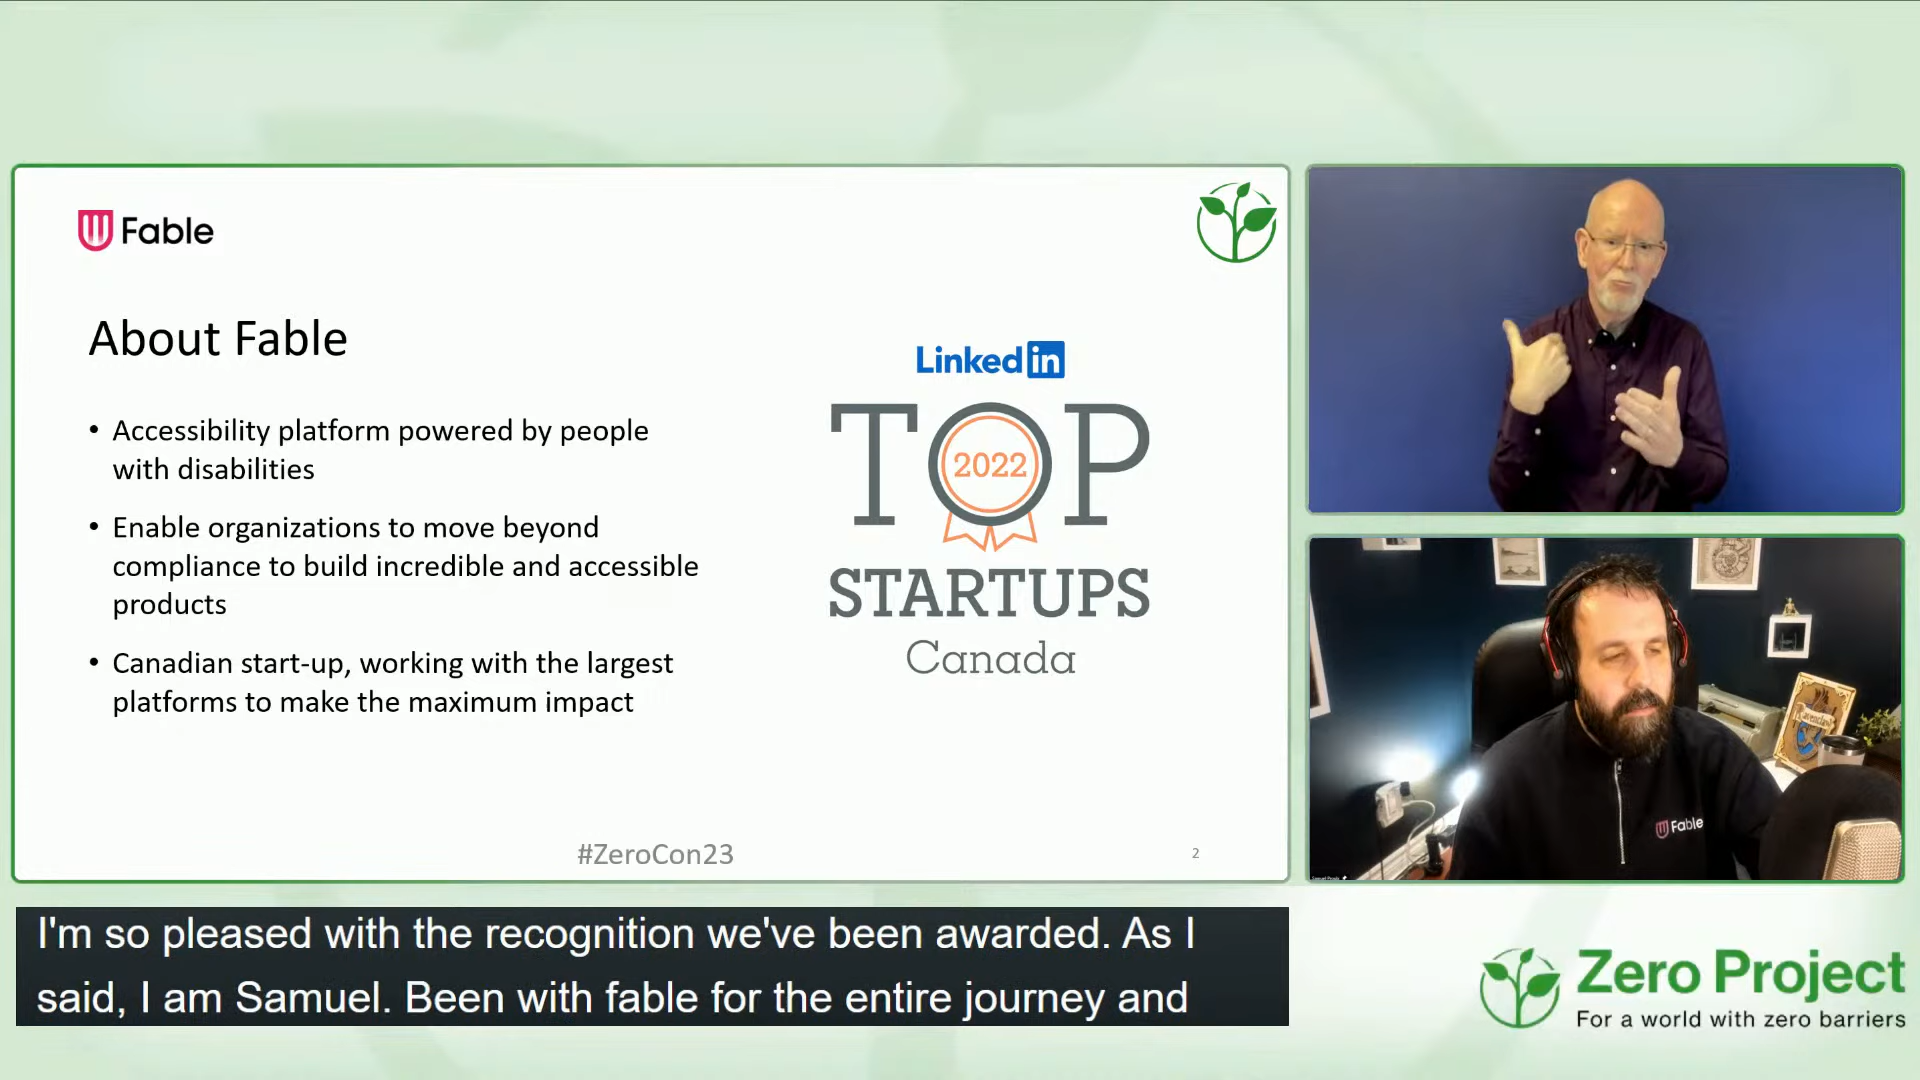 Fable
About Fable
• Accessibility platform powered by people
with disabilities
• Enable organizations to move beyond
compliance to build incredible and accessible
products
• Canadian start-up, working with the largest
platforms to make the maximum impact
Linked in
TOP
2022
STARTUPS
Canada
#ZeroCon23
2
Ravenclaw
Fable
I'm so pleased with the recognition we've been awarded. As I
said, I am Samuel. Been with fable for the entire journey and
Zero Project
For a world with zero barriers